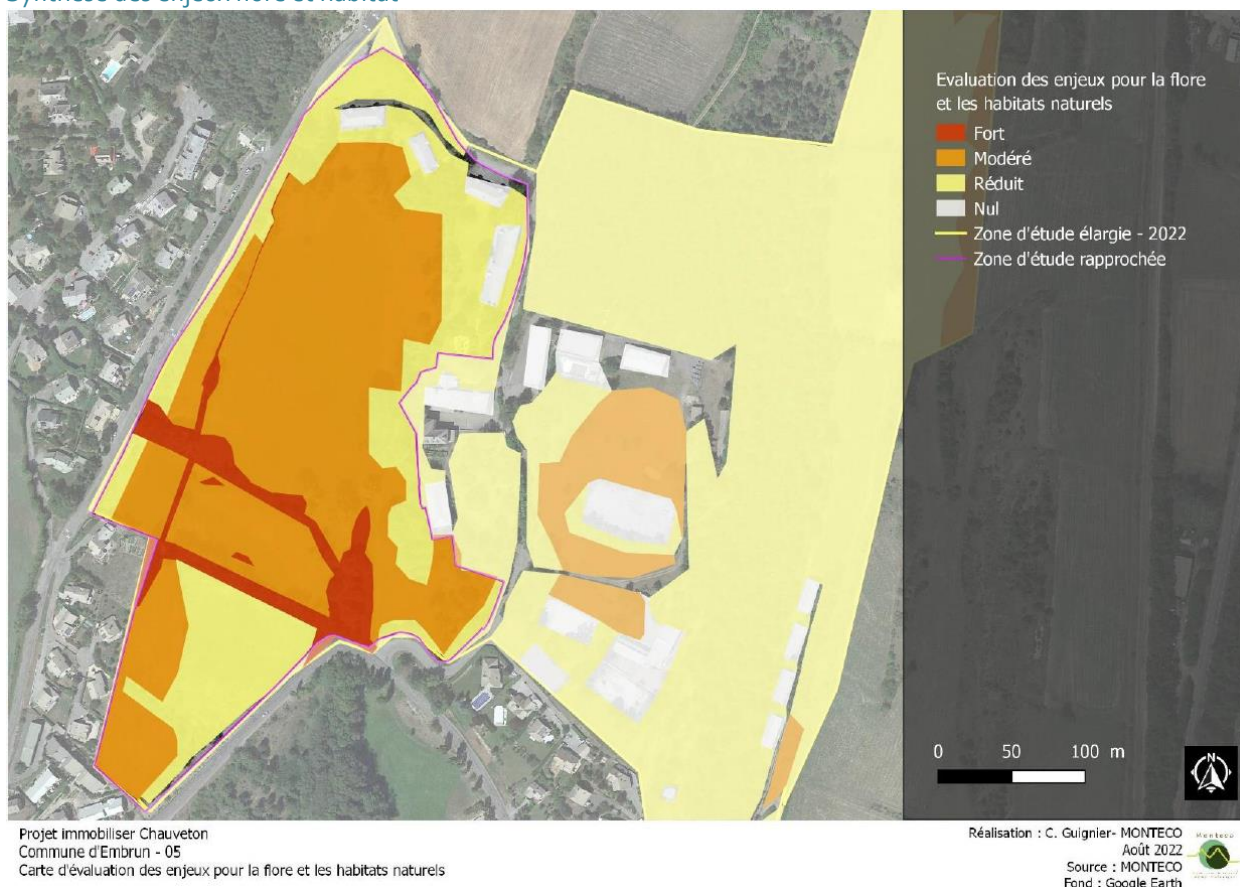 Synthèse des enjeux flore et habitat
Evaluation des enjeux pour la flore
et les habitats naturels
Fort
Modéré
Réduit
Nul
Zone d'étude élargie - 2022
Zone d'étude rapprochée
0 50 100 m
N
Projet immobiliser Chauveton
Commune d'Embrun - 05
Carte d'évaluation des enjeux pour la flore et les habitats naturels
Réalisation : C. Guignier- MONTECO
Août 2022
Source : MONTECO
Fond : Google Earth
Monteco